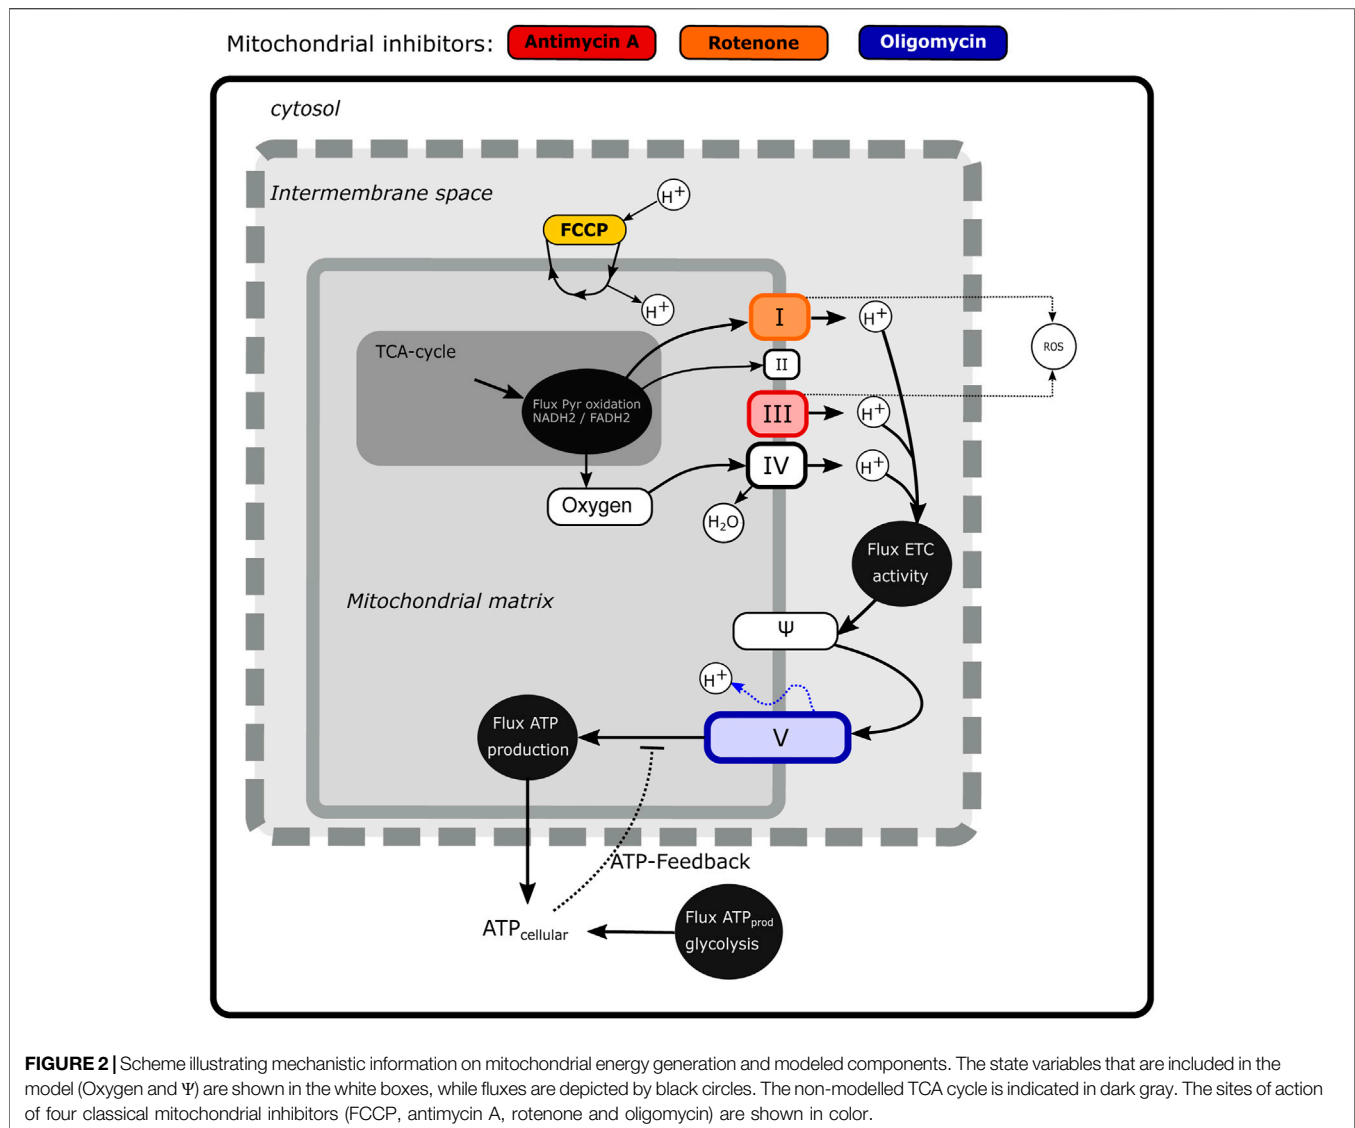 Mitochondrial inhibitors: Antimycin A Rotenone Oligomycin
cytosol
Intermembrane space
H+
FCCP
H+
I
H+
TCA-cycle
ROS
II
Flux Pyr oxidation
NADH2 / FADH2
III
H+
IV
H+
Oxygen
H2O
Flux ETC
activity
Mitochondrial matrix
Ψ
H+
Flux ATP
production
V
ATP-Feedback
ATPcellular
Flux ATPprod
glycolysis
FIGURE 2 | Scheme illustrating mechanistic information on mitochondrial energy generation and modeled components. The state variables that are included in the
model (Oxygen and Ψ) are shown in the white boxes, while fluxes are depicted by black circles. The non-modelled TCA cycle is indicated in dark gray. The sites of action
of four classical mitochondrial inhibitors (FCCP, antimycin A, rotenone and oligomycin) are shown in color.